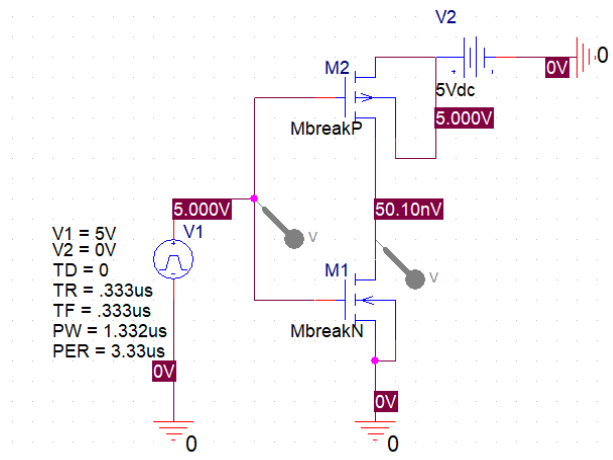 V2
0
0V
M2
5Vdc
5.000V
MbreakP
5.000V
50.10nV
V1
V
V
V1 = 5V
V2 = 0V
TD = 0
TR = .333us
TF = .333us
PW = 1.332us
PER = 3.33us
M1
MbreakN
0V
0V
0
0